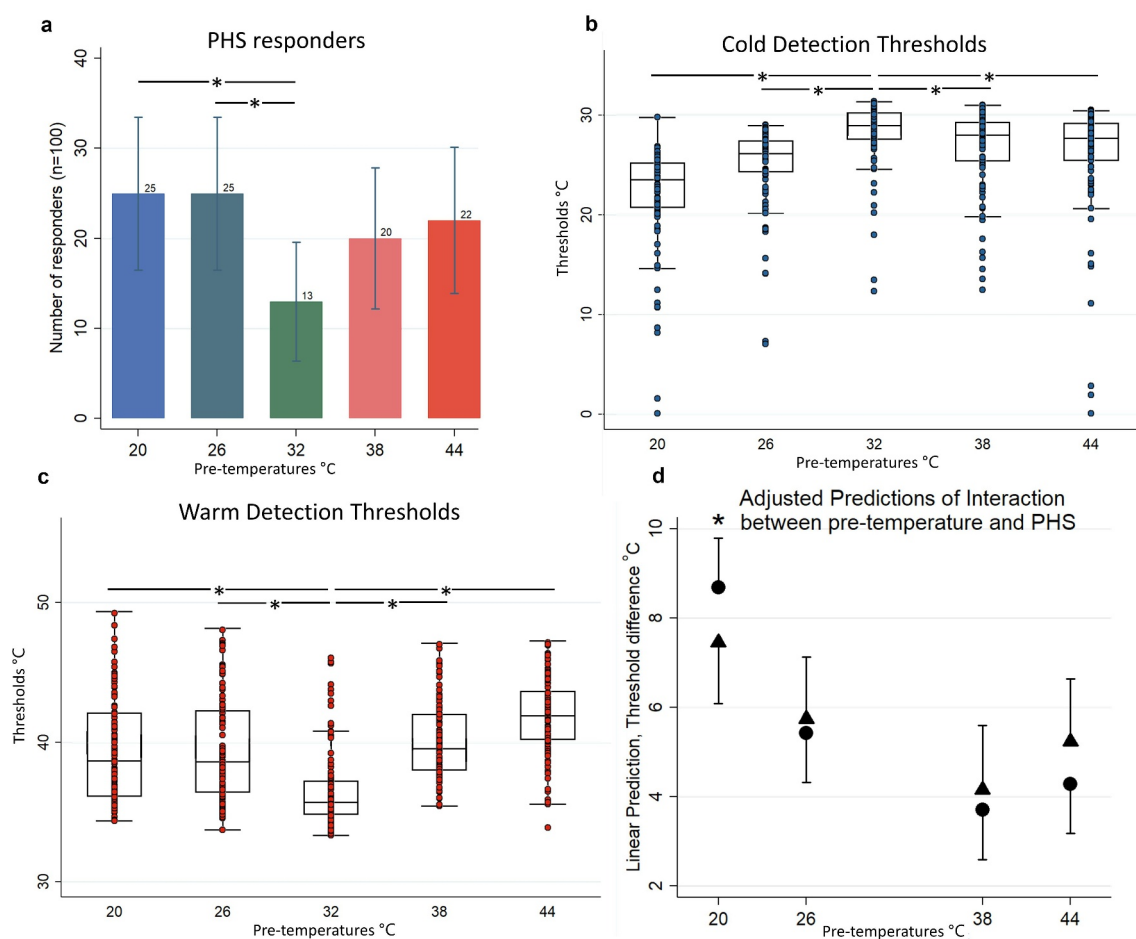 a
PHS responders
40
30
20
10
0
Number of responders (n=100)
*
*
25
25
13
20
22
20 26 32 38 44
Pre-temperatures °C
b
Cold Detection Thresholds
30
20
10
0
Thresholds °C
* *
* *
20 26 32 38 44
Pre-temperatures °C
c
Warm Detection Thresholds
50
40
30
Thresholds °C
* *
* *
20 26 32 38 44
Pre-temperatures °C
d
Adjusted Predictions of Interaction
between pre-temperature and PHS
*
10
8
6
4
2
Linear Prediction, Threshold difference °C
20 26 38 44
Pre-temperatures °C